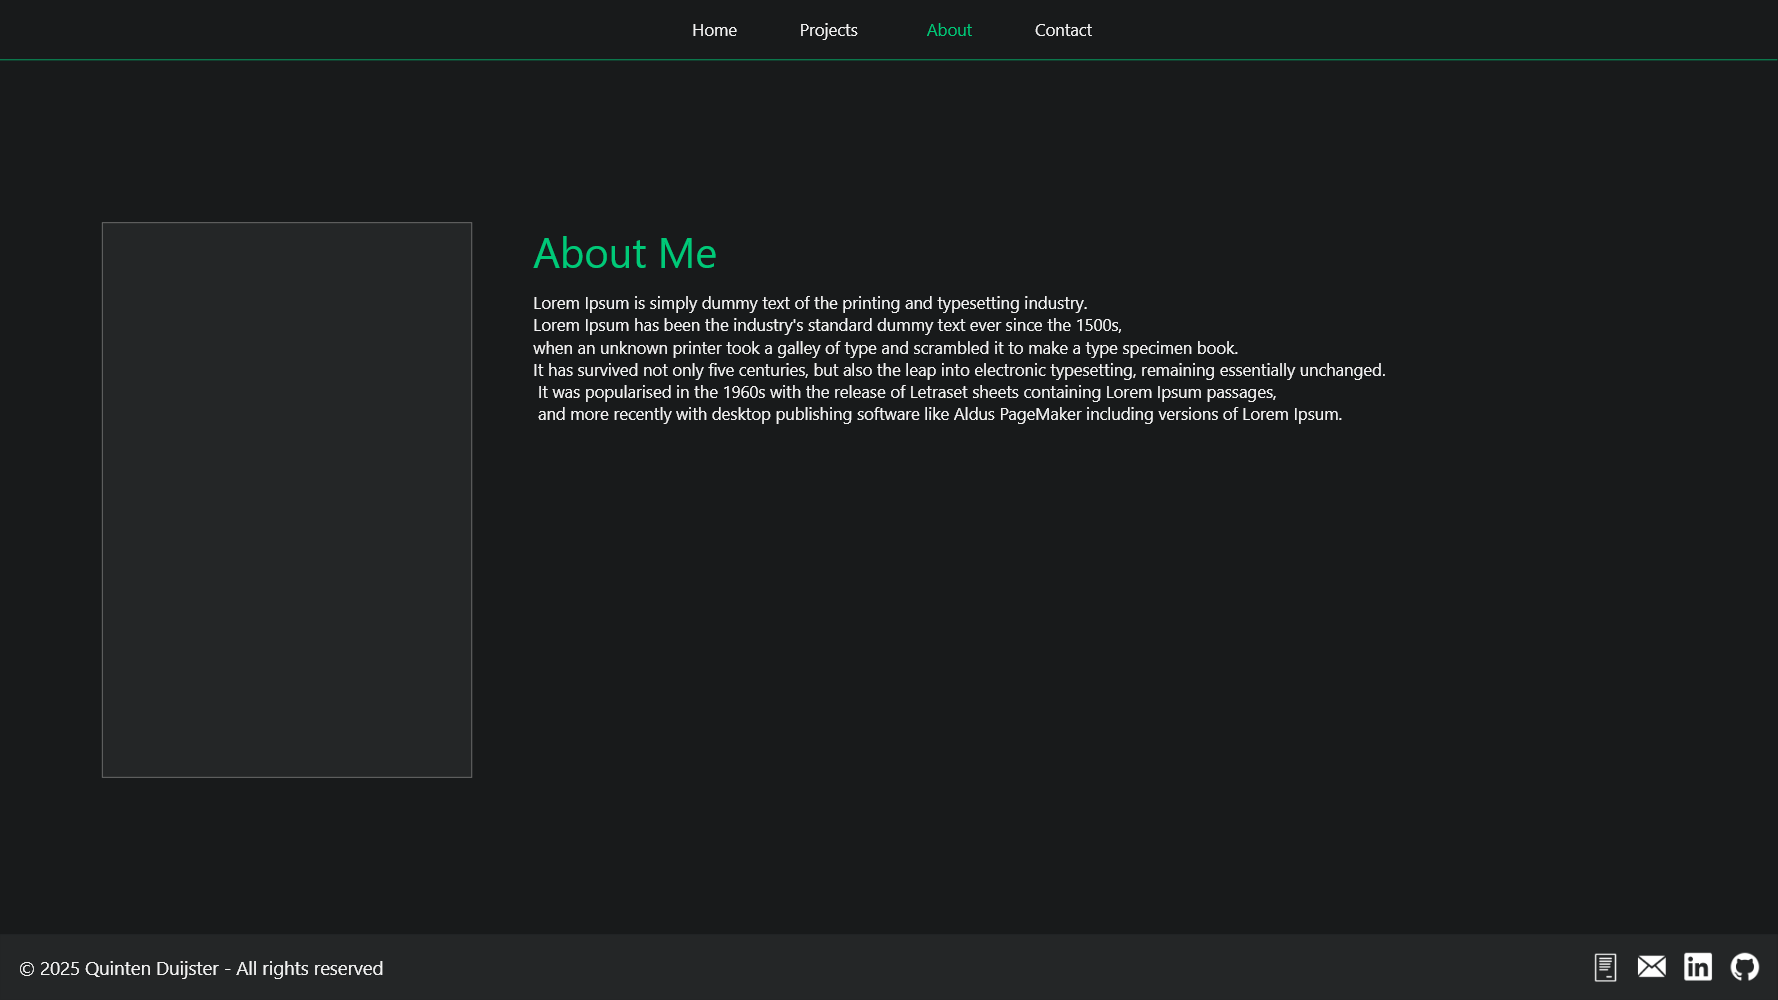 Home Projects About Contact
About Me
Lorem Ipsum is simply dummy text of the printing and typesetting industry.
Lorem Ipsum has been the industry's standard dummy text ever since the 1500s,
when an unknown printer took a galley of type and scrambled it to make a type specimen book.
It has survived not only five centuries, but also the leap into electronic typesetting, remaining essentially unchanged.
It was popularised in the 1960s with the release of Letraset sheets containing Lorem Ipsum passages,
and more recently with desktop publishing software like Aldus PageMaker including versions of Lorem Ipsum.
© 2025 Quinten Duijster - All rights reserved
in